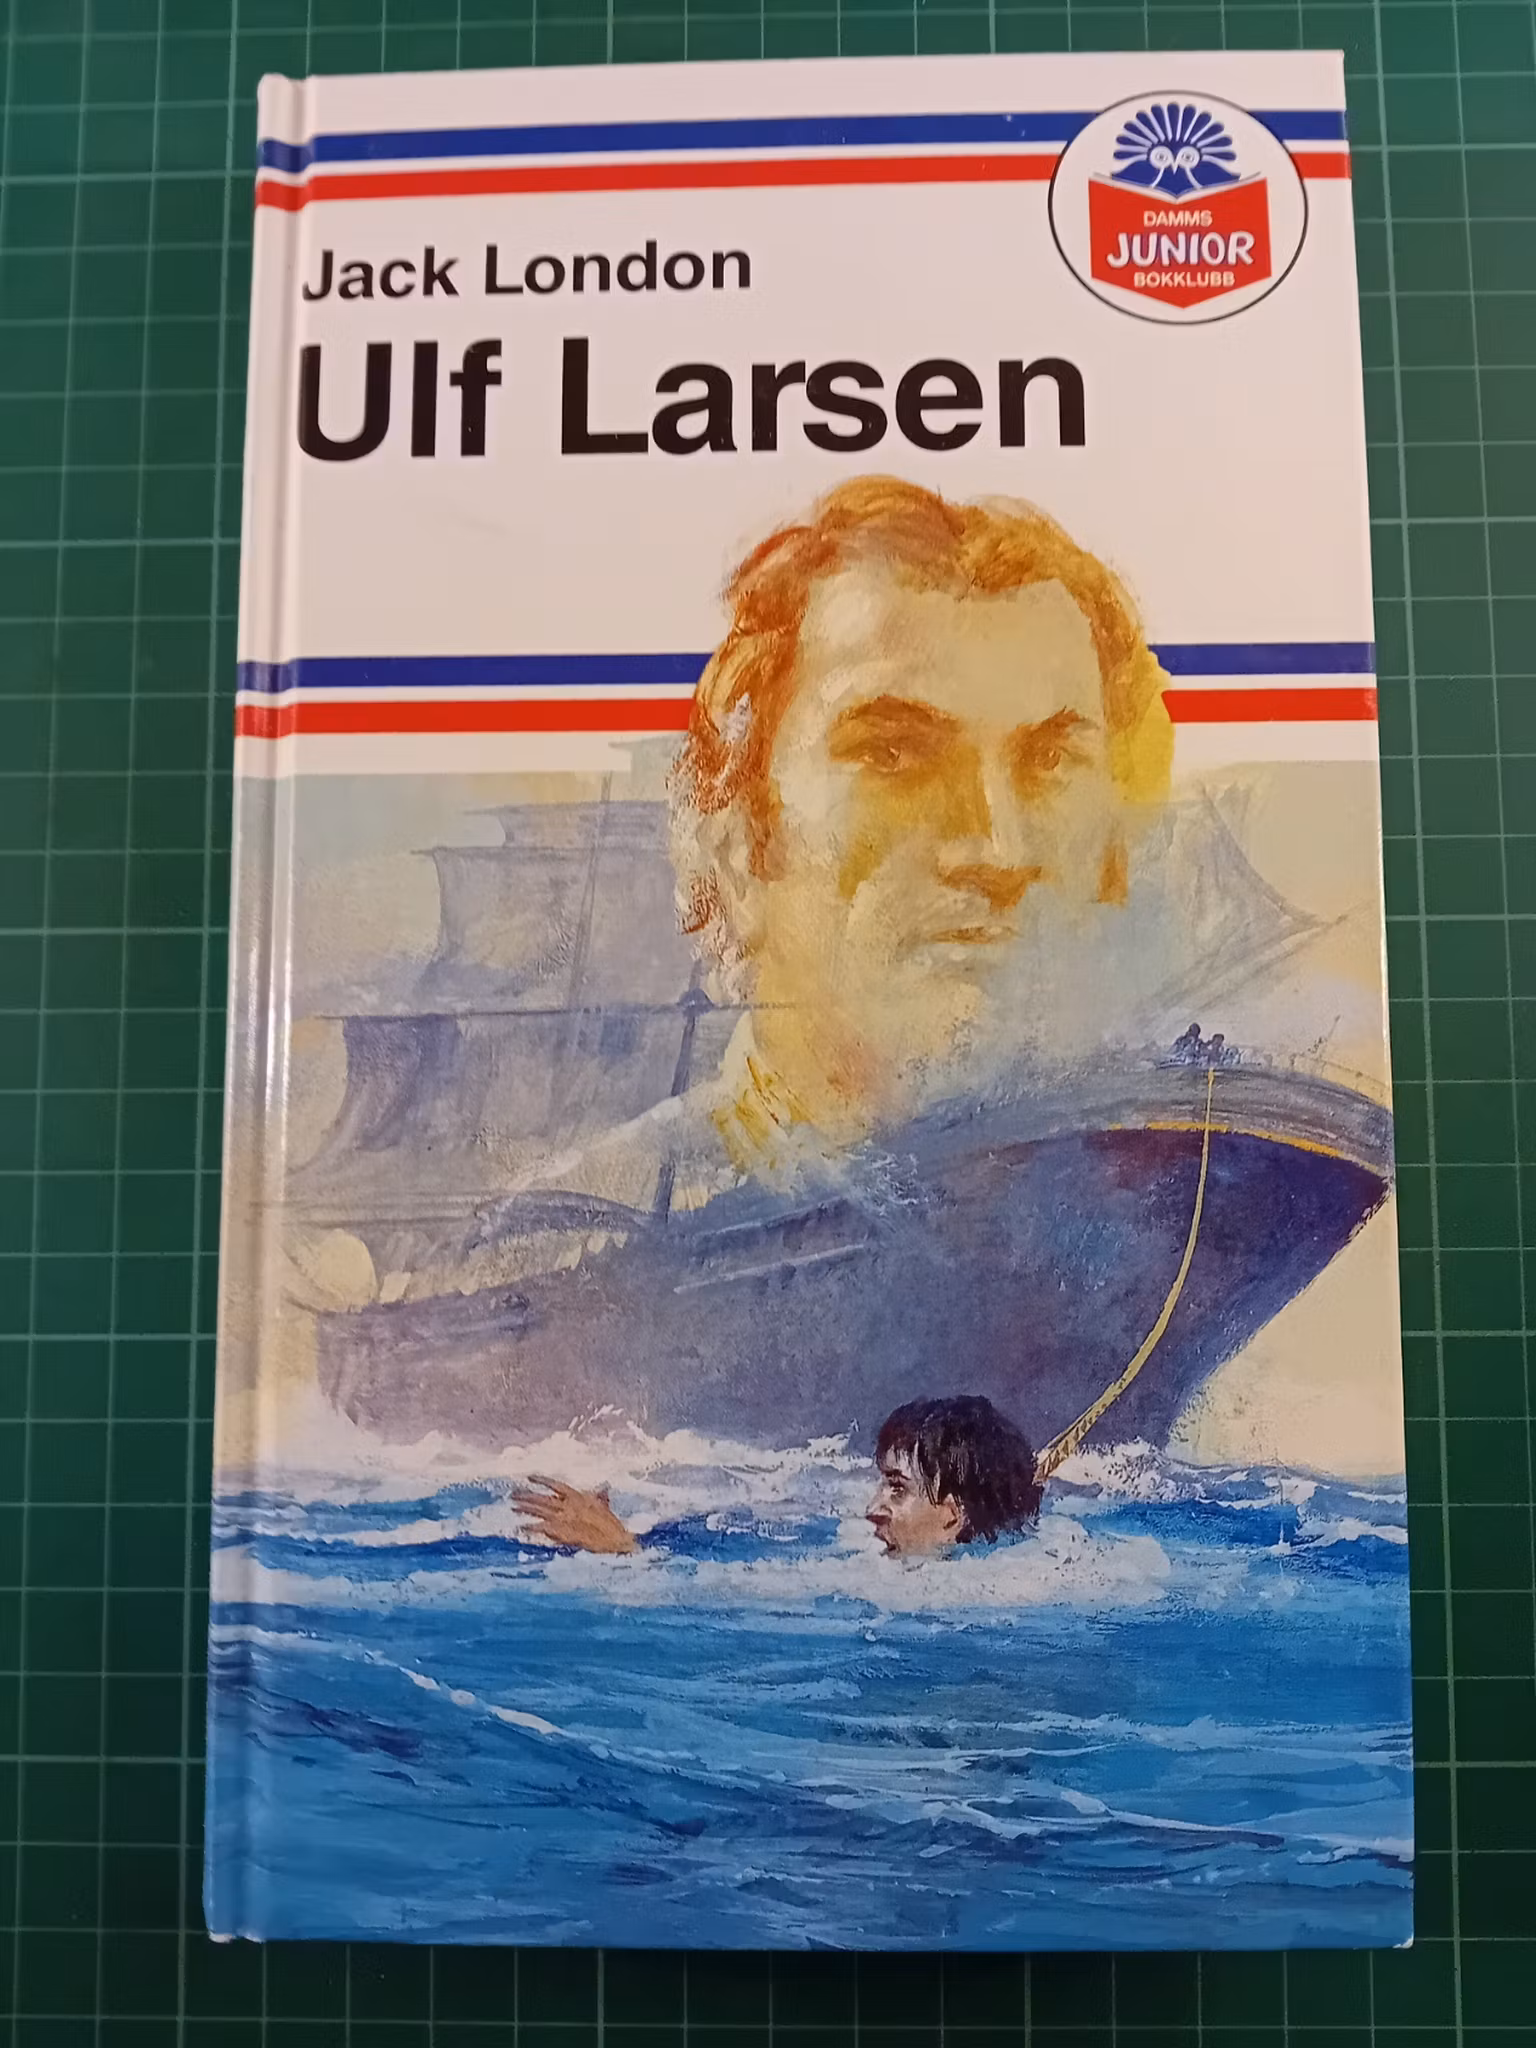 DAMMS
JUNIOR
BOKKLUBB
Jack London
Ulf Larsen